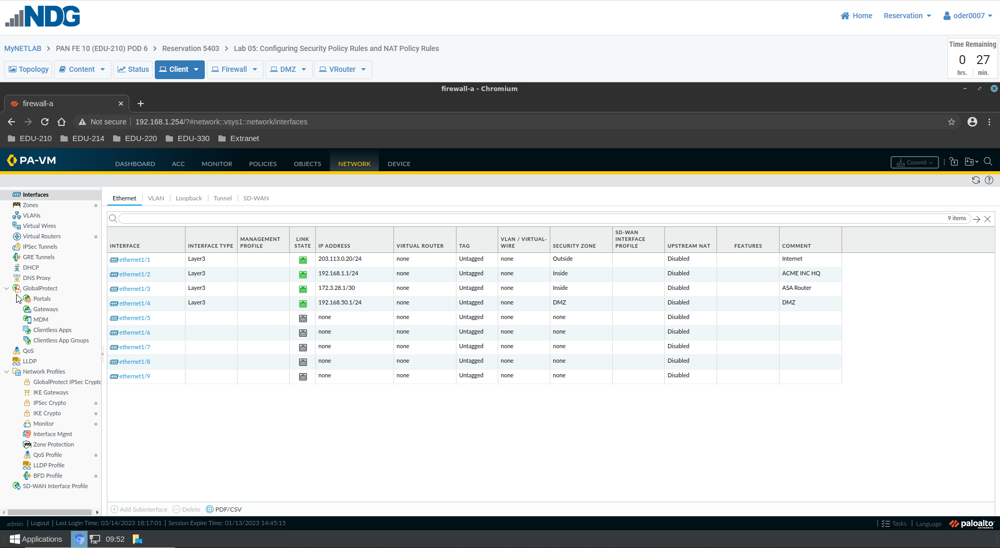 NDG
Home Reservation oder0007
MyNETLAB > PAN FE 10 (EDU-210) POD 6 > Reservation 5403 > Lab 05: Configuring Security Policy Rules and NAT Policy Rules
Time Remaining
0 27
hrs. min.
Topology Content Status Client Firewall DMZ VRouter
firewall-a - Chromium
firewall-a
Not secure 192.168.1.254/?#network::vsys1::network/interfaces
EDU-210 EDU-214 EDU-220 EDU-330 Extranet
PA-VM
DASHBOARD ACC MONITOR POLICIES OBJECTS NETWORK DEVICE
Commit
Interfaces
Zones
VLANs
Virtual Wires
Virtual Routers
IPSec Tunnels
GRE Tunnels
DHCP
DNS Proxy
GlobalProtect
Portals
Gateways
MDM
Clientless Apps
Clientless App Groups
QoS
LLDP
Network Profiles
GlobalProtect IPSec Crypto
IKE Gateways
IPSec Crypto
IKE Crypto
Monitor
Interface Mgmt
Zone Protection
QoS Profile
LLDP Profile
BFD Profile
SD-WAN Interface Profile
Ethernet VLAN Loopback Tunnel SD-WAN
9 items
INTERFACE INTERFACE TYPE MANAGEMENT PROFILE LINK STATE IP ADDRESS VIRTUAL ROUTER TAG VLAN / VIRTUAL-WIRE SECURITY ZONE SD-WAN INTERFACE PROFILE UPSTREAM NAT FEATURES COMMENT
ethernet1/1 Layer3 203.113.0.20/24 none Untagged none Outside Disabled Internet
ethernet1/2 Layer3 192.168.1.1/24 none Untagged none Inside Disabled ACME INC HQ
ethernet1/3 Layer3 172.3.28.1/30 none Untagged none Inside Disabled ASA Router
ethernet1/4 Layer3 192.168.50.1/24 none Untagged none DMZ Disabled DMZ
ethernet1/5 none none Untagged none none Disabled
ethernet1/6 none none Untagged none none Disabled
ethernet1/7 none none Untagged none none Disabled
ethernet1/8 none none Untagged none none Disabled
ethernet1/9 none none Untagged none none Disabled
Add Subinterface Delete PDF/CSV
admin | Logout | Last Login Time: 03/14/2023 18:17:01 | Session Expire Time: 01/13/2023 14:45:15
Tasks | Language paloalto NETWORKS
Applications 09:52